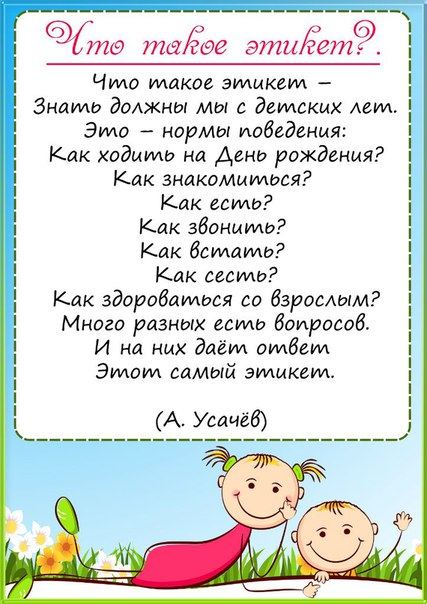 Что такое этикет?.
Что такое этикет –
Знать должны мы с детских лет.
Это – нормы поведения:
Как ходить на День рождения?
Как знакомиться?
Как есть?
Как звонить?
Как встать?
Как сесть?
Как здороваться со взрослым?
Много разных есть вопросов.
И на них даёт ответ
Этот самый этикет.
(А. Усачёв)